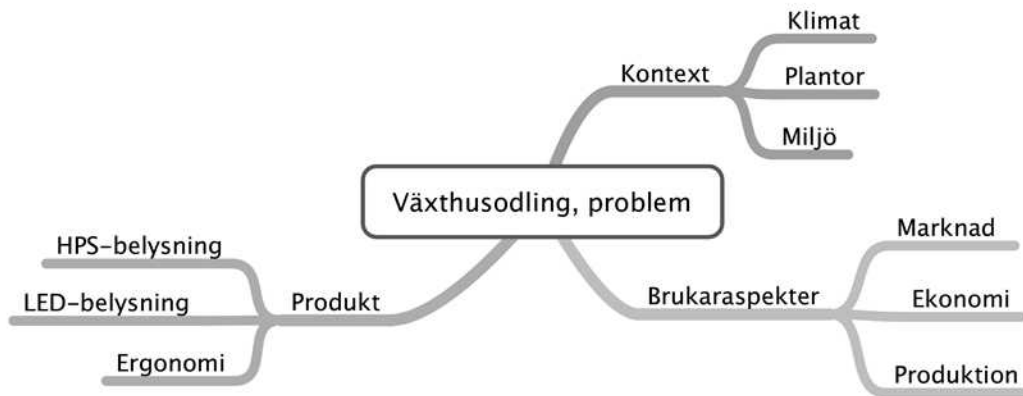 Klimat
Kontext
Plantor
Miljö
Växthusodling, problem
Marknad
HPS-belysning
LED-belysning
Produkt
Brukaraspekter
Ekonomi
Ergonomi
Produktion